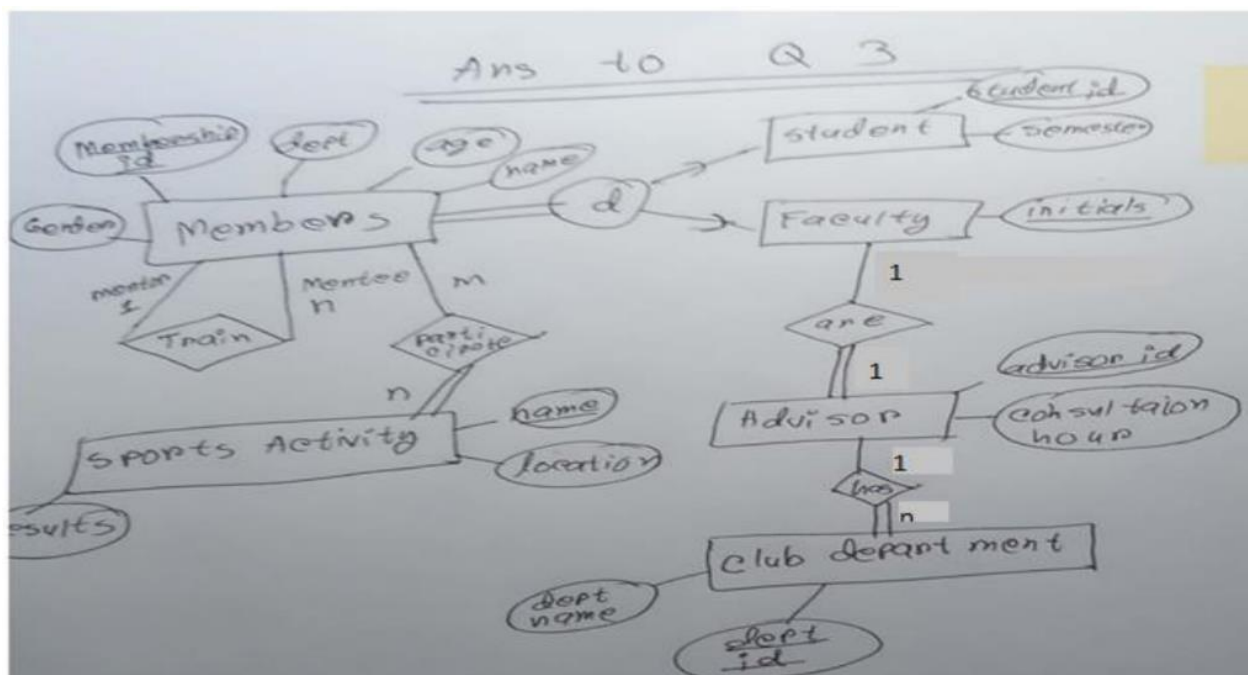 Ans to Q 3
Membership
id
dept
age
name
Gender
Members
d
Student
Student id
semester
Faculty
initials
mentor
1
Mentee
n
m
Train
parti
cipate
n
1
are
1
Sports Activity
name
location
esults
Advisor
advisor id
consultaion
hour
1
has
n
Club department
dept
name
dept
id